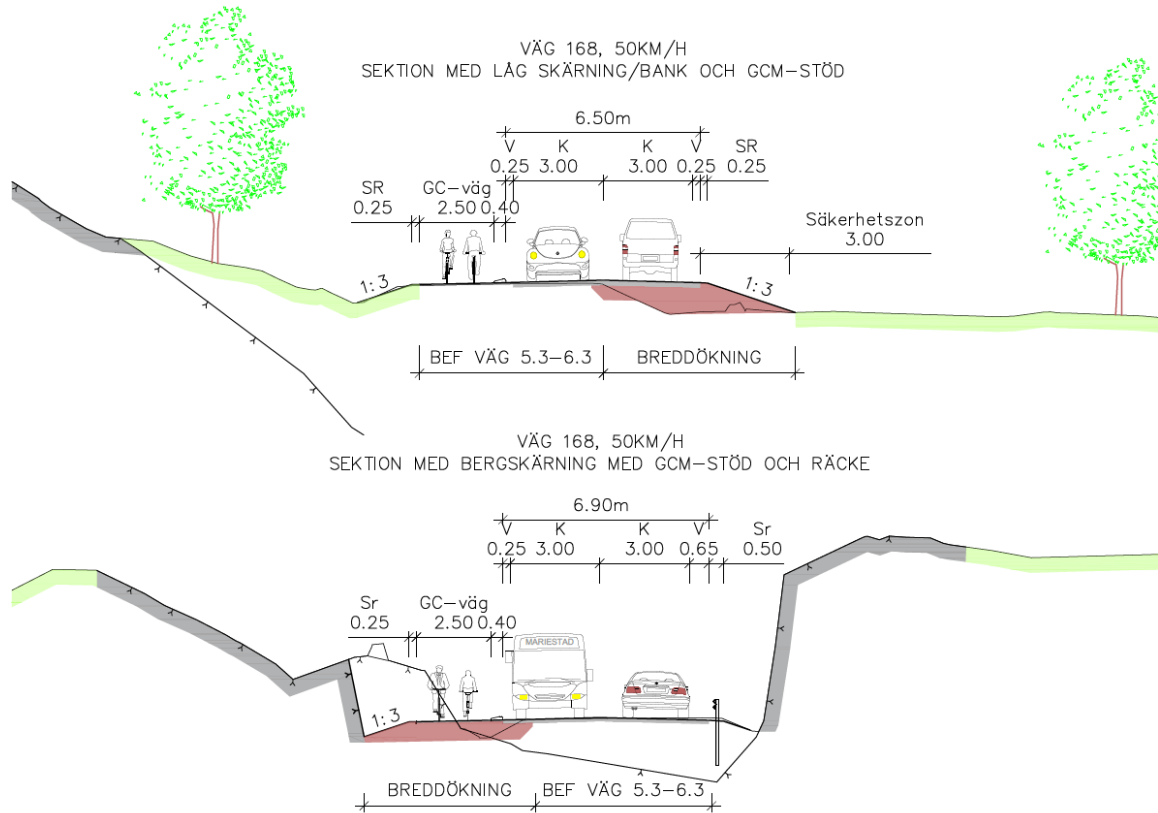 VÄG 168, 50KM/H
SEKTION MED LÅG SKÄRNING/BANK OCH GCM-STÖD
6.50m
V K K V SR
0.25 3.00 3.00 0.25 0.25
SR GC-väg
0.25 2.50 0.40
Säkerhetszon
3.00
1:3
1:3
BEF VÄG 5.3-6.3 BREDDÖKNING
VÄG 168, 50KM/H
SEKTION MED BERGSKÄRNING MED GCM-STÖD OCH RÄCKE
6.90m
V K K V Sr
0.25 3.00 3.00 0.65 0.50
Sr GC-väg
0.25 2.50 0.40
MARIESTAD
1:3
BREDDÖKNING BEF VÄG 5.3-6.3